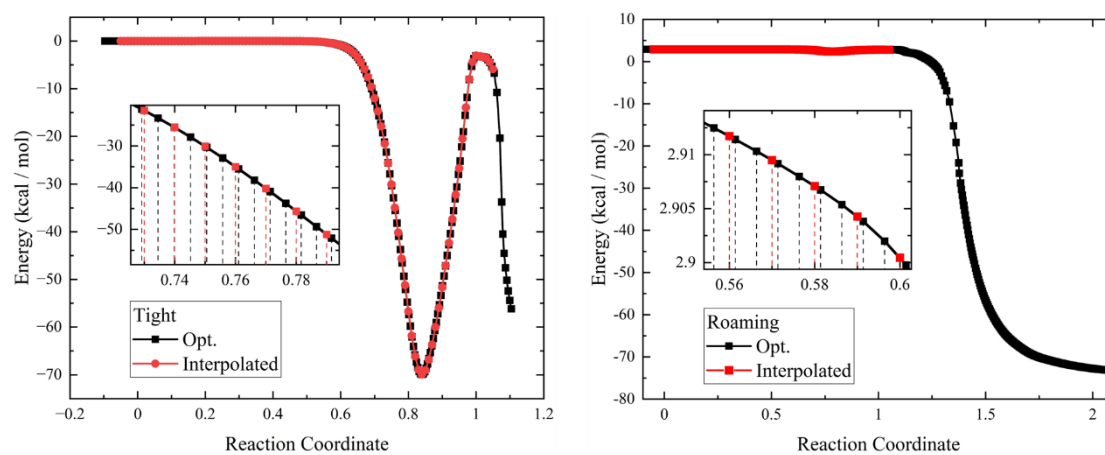 0
−10
−20
−30
−40
−50
−60
−70
Energy (kcal / mol)
−30
−40
−50
0.74 0.76 0.78
Tight
Opt.
Interpolated
−0.2 0 0.2 0.4 0.6 0.8 1 1.2
Reaction Coordinate
10
0
-10
-20
-30
-40
-50
-60
-70
-80
Energy (kcal / mol)
2.91
2.905
2.9
0.56 0.58 0.6
Roaming
Opt.
Interpolated
0 0.5 1 1.5 2
Reaction Coordinate